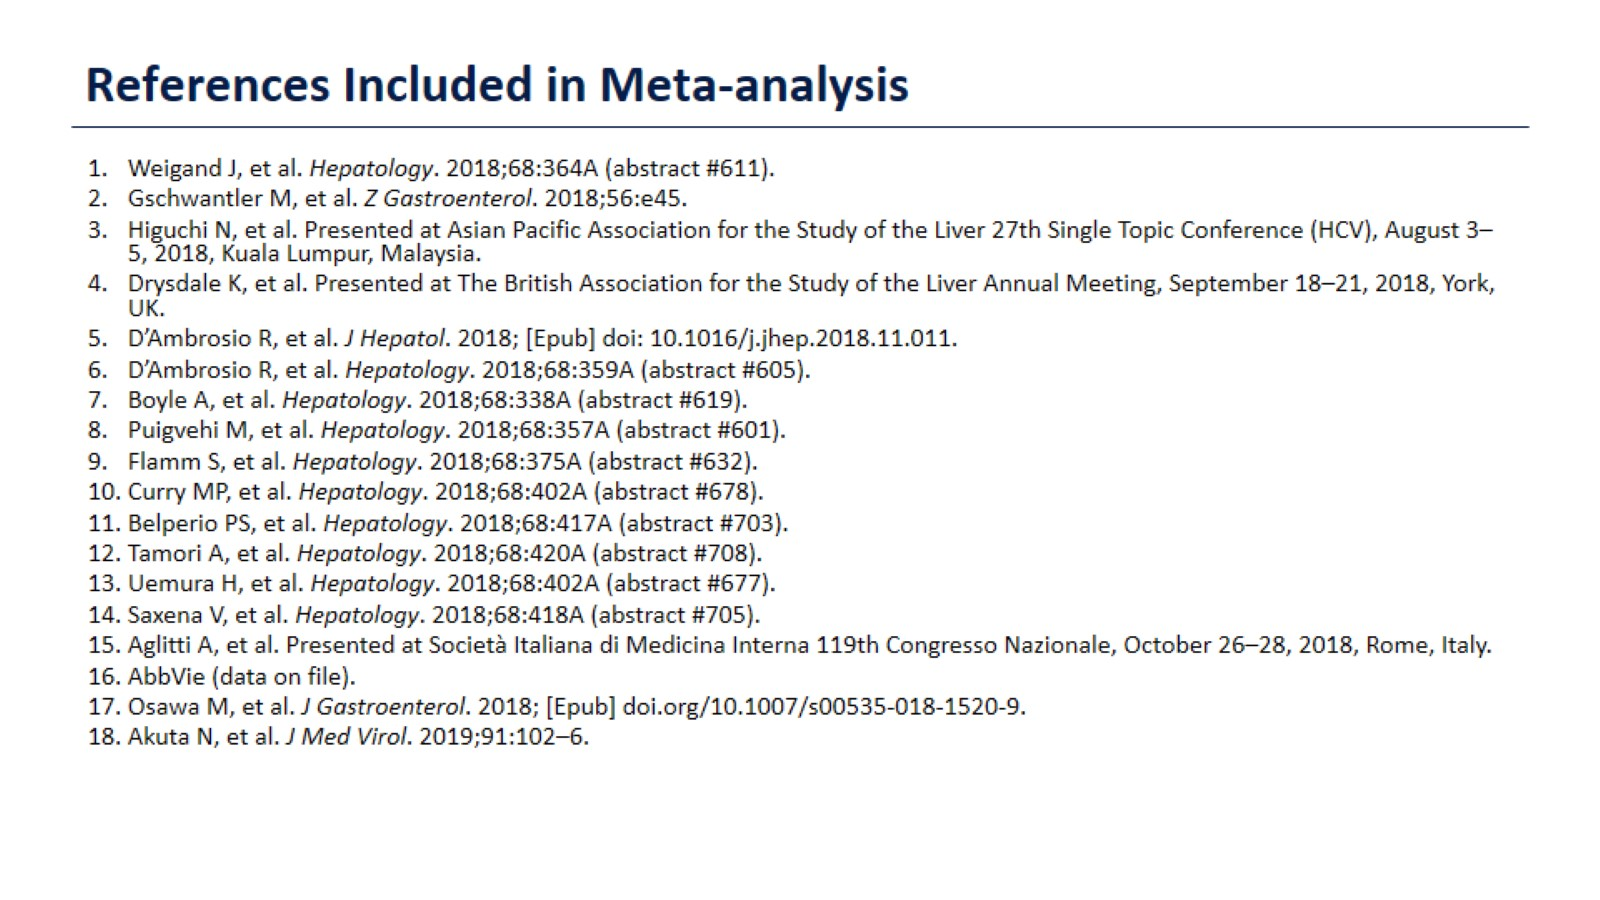 References Included in Meta-analysis
1. Weigand J, et al. Hepatology. 2018;68:364A (abstract #611).
2. Gschwantler M, et al. Z Gastroenterol. 2018;56:e45.
3. Higuchi N, et al. Presented at Asian Pacific Association for the Study of the Liver 27th Single Topic Conference (HCV), August 3–
5, 2018, Kuala Lumpur, Malaysia.
4. Drysdale K, et al. Presented at The British Association for the Study of the Liver Annual Meeting, September 18–21, 2018, York,
UK.
5. D’Ambrosio R, et al. J Hepatol. 2018; [Epub] doi: 10.1016/j.jhep.2018.11.011.
6. D’Ambrosio R, et al. Hepatology. 2018;68:359A (abstract #605).
7. Boyle A, et al. Hepatology. 2018;68:338A (abstract #619).
8. Puigvehi M, et al. Hepatology. 2018;68:357A (abstract #601).
9. Flamm S, et al. Hepatology. 2018;68:375A (abstract #632).
10. Curry MP, et al. Hepatology. 2018;68:402A (abstract #678).
11. Belperio PS, et al. Hepatology. 2018;68:417A (abstract #703).
12. Tamori A, et al. Hepatology. 2018;68:420A (abstract #708).
13. Uemura H, et al. Hepatology. 2018;68:402A (abstract #677).
14. Saxena V, et al. Hepatology. 2018;68:418A (abstract #705).
15. Aglitti A, et al. Presented at Società Italiana di Medicina Interna 119th Congresso Nazionale, October 26–28, 2018, Rome, Italy.
16. AbbVie (data on file).
17. Osawa M, et al. J Gastroenterol. 2018; [Epub] doi.org/10.1007/s00535-018-1520-9.
18. Akuta N, et al. J Med Virol. 2019;91:102–6.